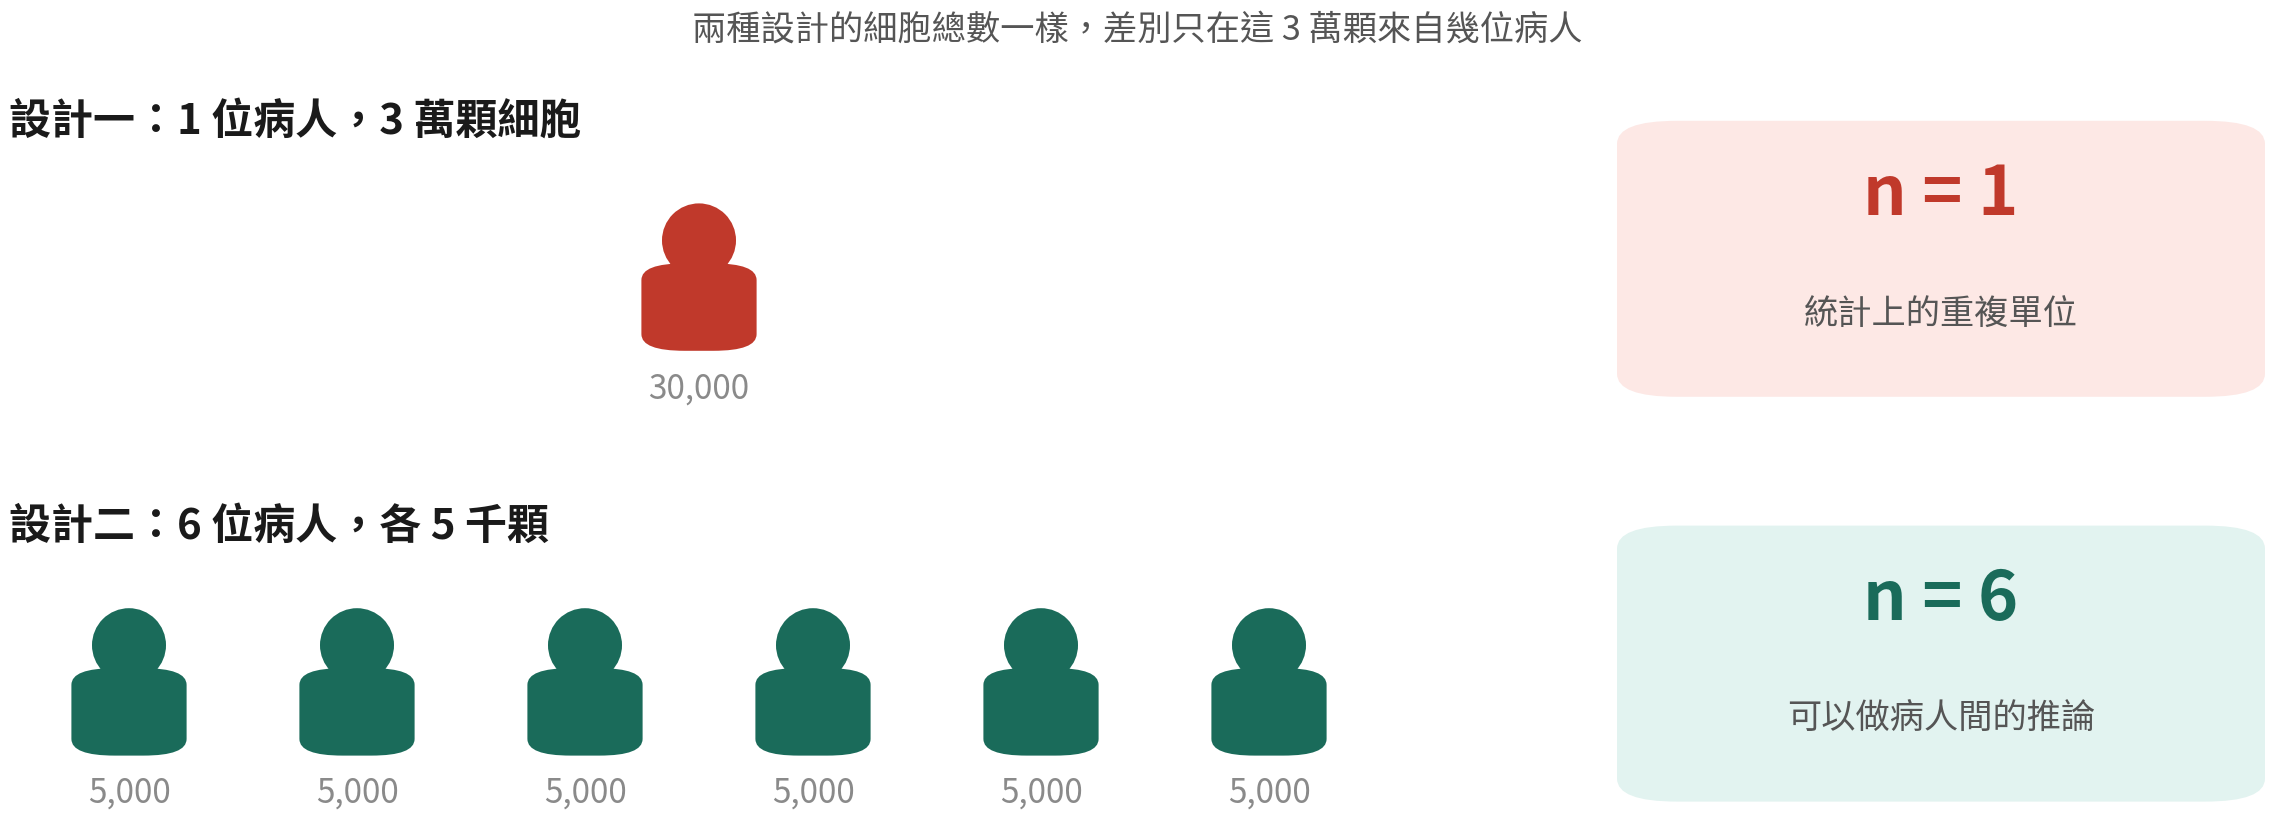 兩種設計的細胞總數一樣，差別只在這 3 萬顆來自幾位病人
設計一：1 位病人，3 萬顆細胞
n = 1
統計上的重複單位
30,000
設計二：6 位病人，各 5 千顆
n = 6
可以做病人間的推論
5,000 5,000 5,000 5,000 5,000 5,000